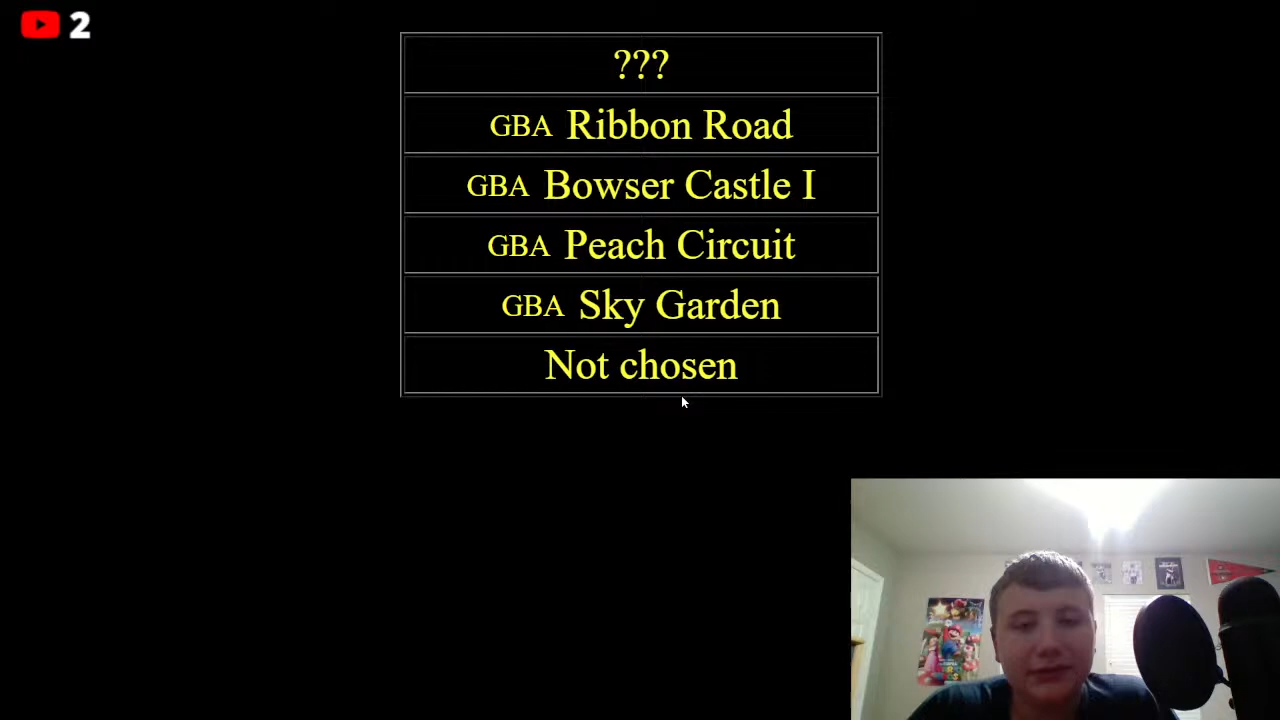 2
???
GBA Ribbon Road
GBA Bowser Castle I
GBA Peach Circuit
GBA Sky Garden
Not chosen